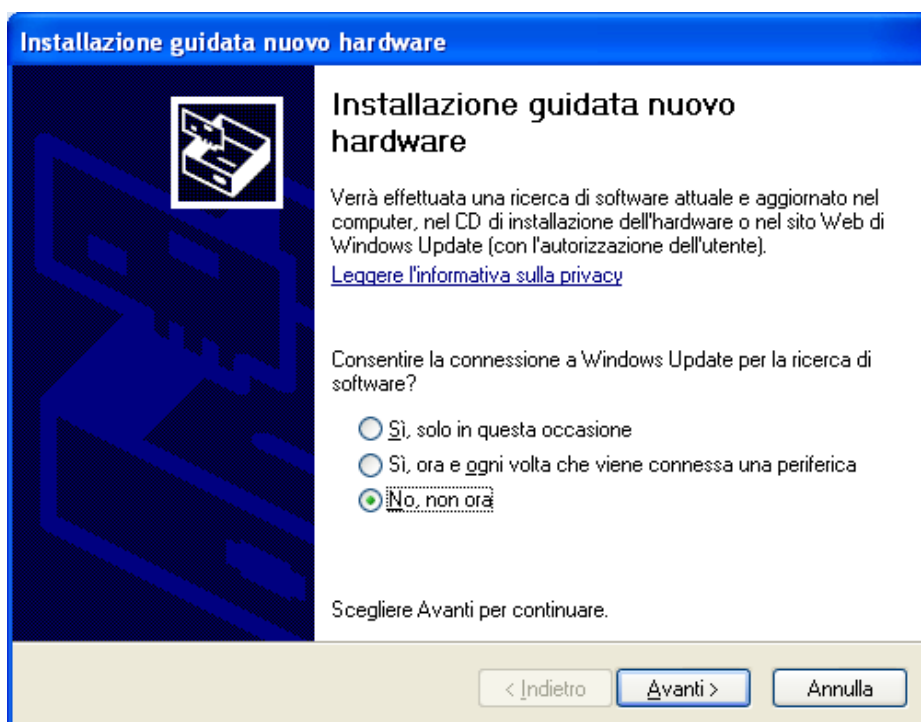 Installazione guidata nuovo hardware
Installazione guidata nuovo
hardware
Verrà effettuata una ricerca di software attuale e aggiornato nel
computer, nel CD di installazione dell'hardware o nel sito Web di
Windows Update (con l'autorizzazione dell'utente).
Leggere l'informativa sulla privacy
Consentire la connessione a Windows Update per la ricerca di
software?
Sì, solo in questa occasione
Sì, ora e ogni volta che viene connessa una periferica
No, non ora
Scegliere Avanti per continuare.
< Indietro
Avanti >
Annulla